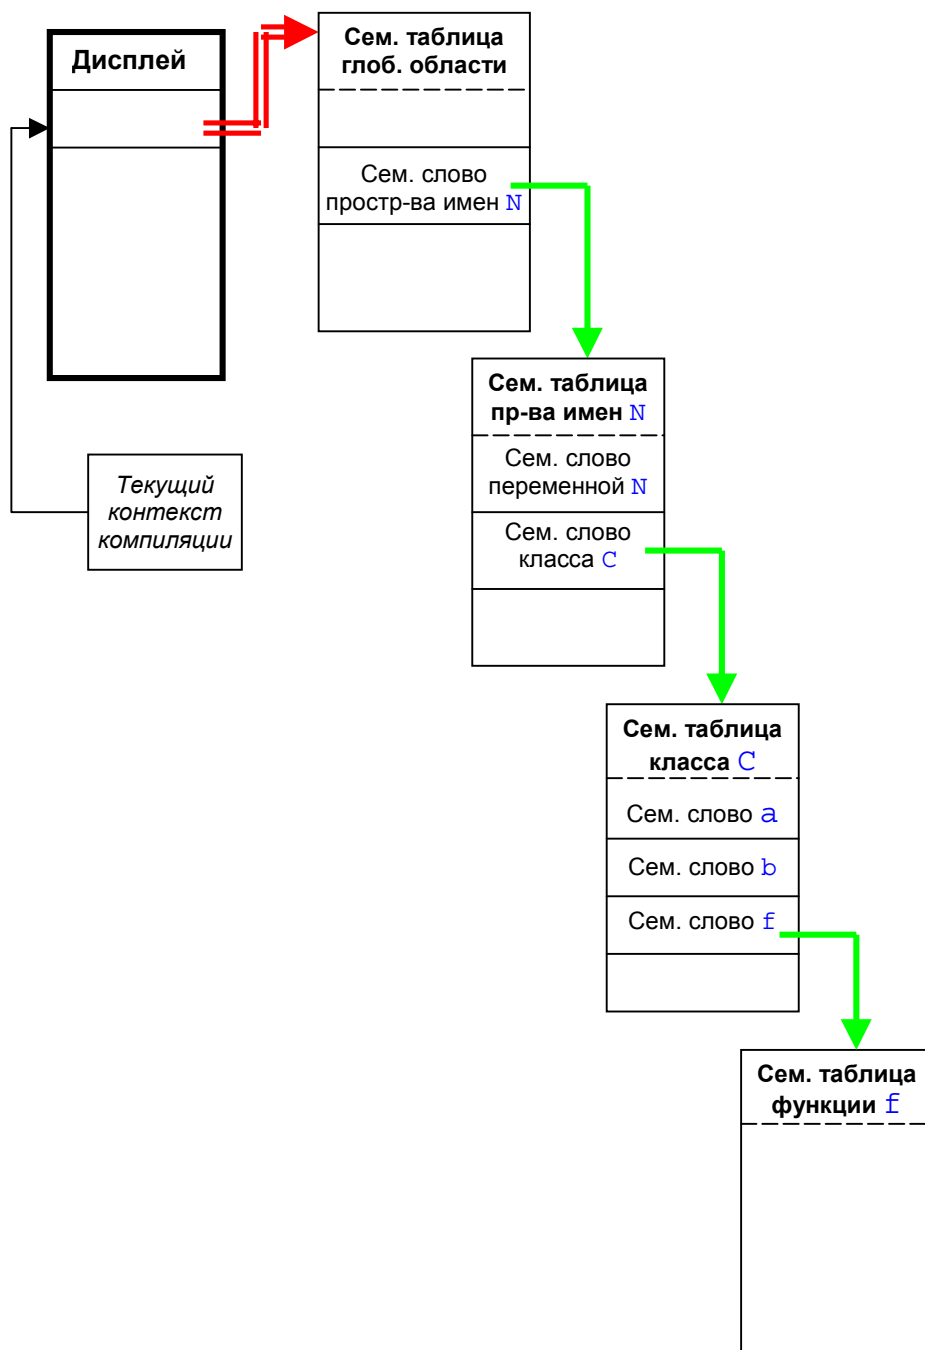 Дисплей
Сем. таблица
глоб. области
Сем. слово
простр-ва имен N
Сем. таблица
пр-ва имен N
Сем. слово
переменной N
Сем. слово
класса C
Текущий
контекст
компиляции
Сем. таблица
класса C
Сем. слово a
Сем. слово b
Сем. слово f
Сем. таблица
функции f